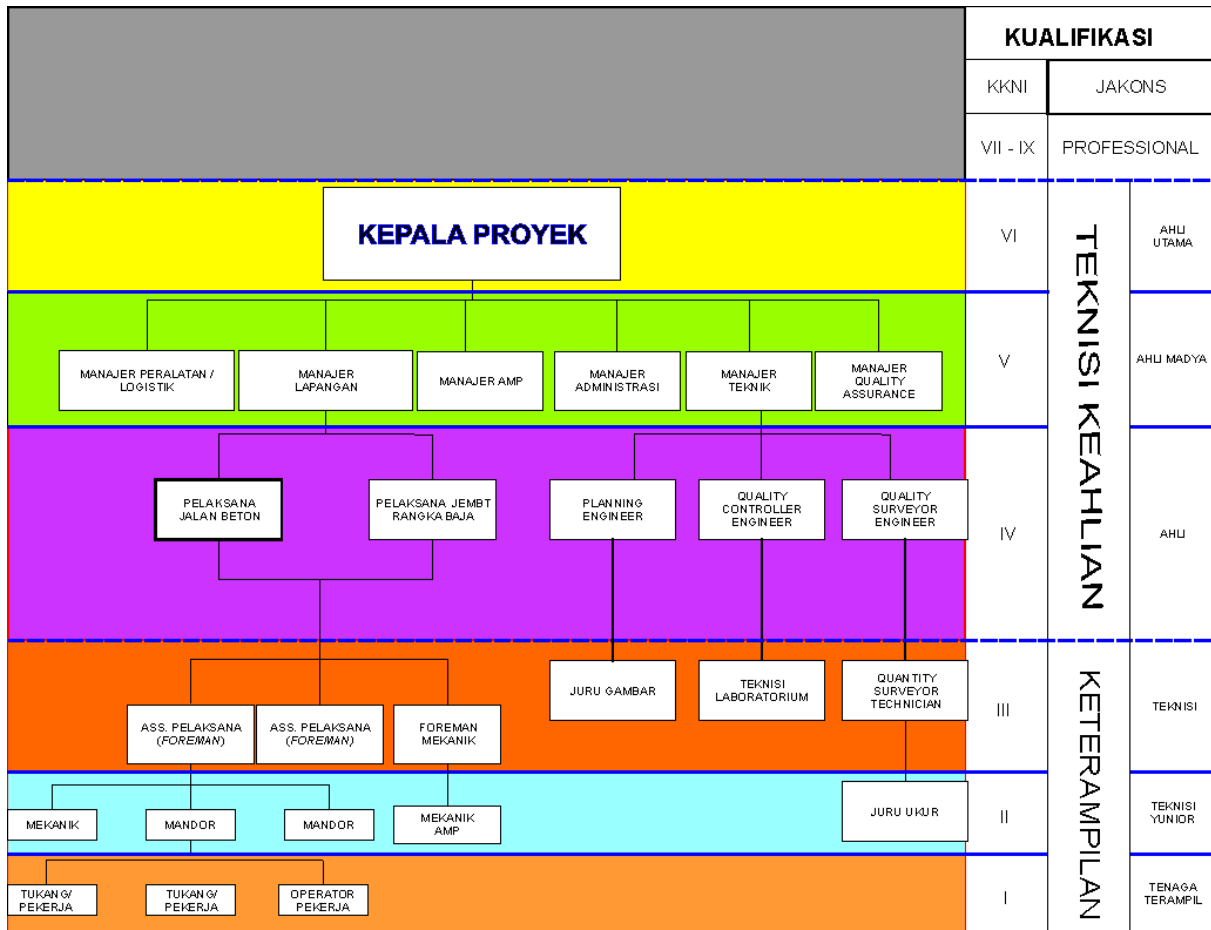 KUALIFIKASI
KKNI
JAKONS
VII - IX
PROFESSIONAL
KEPALA PROYEK
VI
AHLI
UTAMA
TEKNISI KEAHLIAN
MANAJER PERALATAN /
LOGISTIK
MANAJER
LAPANGAN
MANAJER AMP
MANAJER
ADMINISTRASI
MANAJER
TEKNIK
MANAJER
QUALITY
ASSURANCE
V
AHLI MADYA
PELAKSANA
JALAN BETON
PELAKSANA JEMBT
RANGKA BAJA
PLANNING
ENGINEER
QUALITY
CONTROLLER
ENGINEER
QUALITY
SURVEYOR
ENGINEER
IV
AHLI
JURU GAMBAR
TEKNISI
LABORATORIUM
QUANTITY
SURVEYOR
TECHNICIAN
ASS. PELAKSANA
(FOREMAN)
ASS. PELAKSANA
(FOREMAN)
FOREMAN
MEKANIK
III
KETERAMPILAN
TEKNISI
MEKANIK
MANDOR
MANDOR
MEKANIK
AMP
JURU UKUR
II
TEKNISI
YUNIOR
TUKANG/
PEKERJA
TUKANG/
PEKERJA
OPERATOR
PEKERJA
I
TENAGA
TERAMPIL